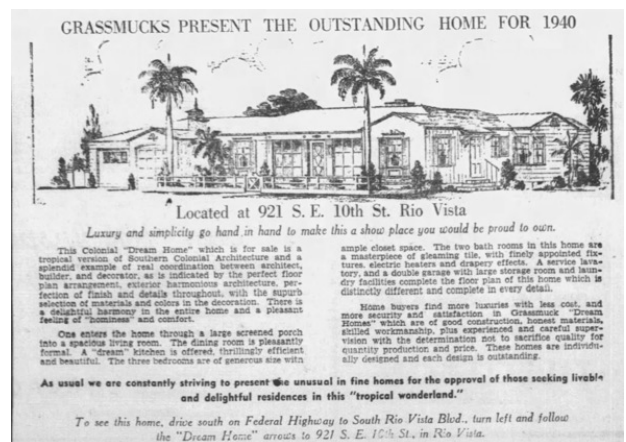 GRASSMUCKS PRESENT THE OUTSTANDING HOME FOR 1940
Located at 921 S. E. 10th St. Rio Vista
Luxury and simplicity go hand in hand to make this a show place you would be proud to own.
This Colonial "Dream Home" which is for sale is a
tropical version of Southern Colonial Architecture and a
splendid example of real coordination between architect,
builder, and decorator, as is indicated by the perfect floor
plan arrangement, exterior harmonious architecture, per-
fection of finish and details throughout, with the supurb
selection of materials and colors in the decoration. There is
a delightful harmony in the entire home and a pleasant
feeling of "hominess" and comfort.
One enters the home through a large screened porch
into a spacious living room. The dining room is pleasantly
formal. A "dream" kitchen is offered, thrillingly efficient
and beautiful. The three bedrooms are of generous size with
ample closet space. The two bath rooms in this home are
a masterpiece of gleaming tile, with finely appointed fix-
tures, electric heaters and drapery effects. A service lava-
tory, and a double garage with large storage room and laun-
dry facilities complete the floor plan of this home which is
distinctly different and complete in every detail.
Home buyers find more luxuries with less cost, and
more security and satisfaction in Grassmuck "Dream
Homes" which are of good construction, honest materials,
skilled workmanship, plus experienced and careful super-
vision with the determination not to sacrifice quality for
quantity production and price. These homes are individu-
ally designed and each design is outstanding.
As usual we are constantly striving to present the unusual in fine homes for the approval of those seeking livable
and delightful residences in this "tropical wonderland."
To see this home, drive south on Federal Highway to South Rio Vista Blvd., turn left and follow
the "Dream Home" arrows to 921 S. E. 10th St., in Rio Vista.